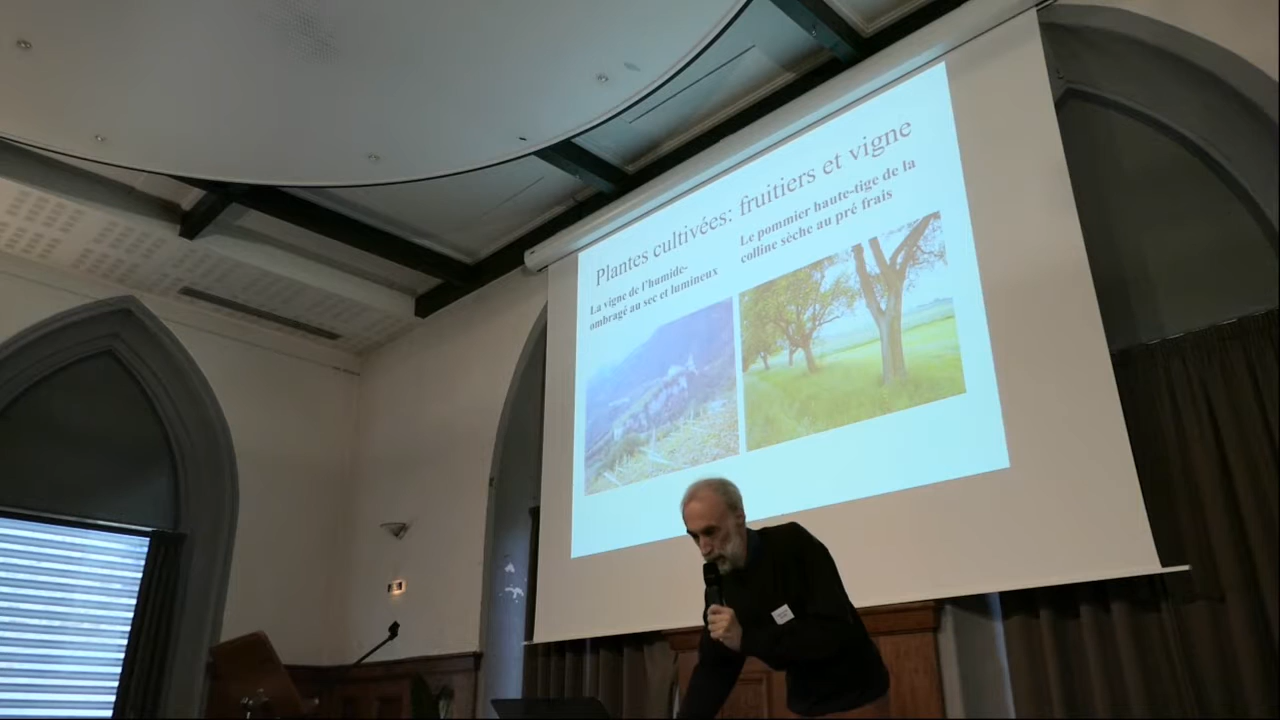 Plantes cultivées: fruitiers et vigne
La vigne de l'humide-
ombragé au sec et lumineux
Le pommier haute-tige de la
colline sèche au pré frais